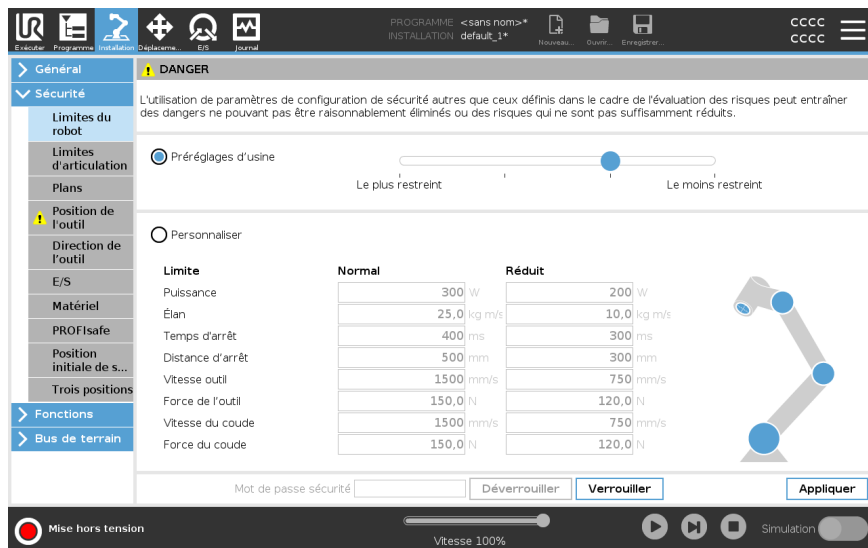 PROGRAMME <sans nom>*
INSTALLATION default_1*
CCCC
CCCC
Exécuter Programme Installation Déplaceme... E/S Journal
Nouveau... Ouvrir... Enregistrer...
Général
Sécurité
Limites du
robot
Limites
d'articulation
Plans
Position de
l'outil
Direction de
l'outil
E/S
Matériel
PROFIsafe
Position
initiale de s...
Trois positions
Fonctions
Bus de terrain
DANGER
L'utilisation de paramètres de configuration de sécurité autres que ceux définis dans le cadre de l'évaluation des risques peut entraîner
des dangers ne pouvant pas être raisonnablement éliminés ou des risques qui ne sont pas suffisamment réduits.
Préréglages d'usine
Le plus restreint Le moins restreint
Personnaliser
Limite Normal Réduit
Puissance 300 W 200 W
Élan 25,0 kg m/s 10,0 kg m/s
Temps d'arrêt 400 ms 300 ms
Distance d'arrêt 500 mm 300 mm
Vitesse outil 1500 mm/s 750 mm/s
Force de l'outil 150,0 N 120,0 N
Vitesse du coude 1500 mm/s 750 mm/s
Force du coude 150,0 N 120,0 N
Mot de passe sécurité Déverrouiller Verrouiller Appliquer
Mise hors tension
Vitesse 100%
Simulation